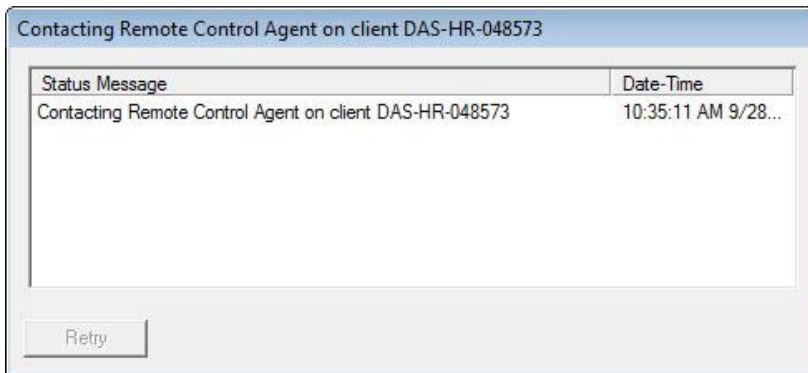 Contacting Remote Control Agent on client DAS-HR-048573
Status Message Date-Time
Contacting Remote Control Agent on client DAS-HR-048573 10:35:11 AM 9/28...
Retry